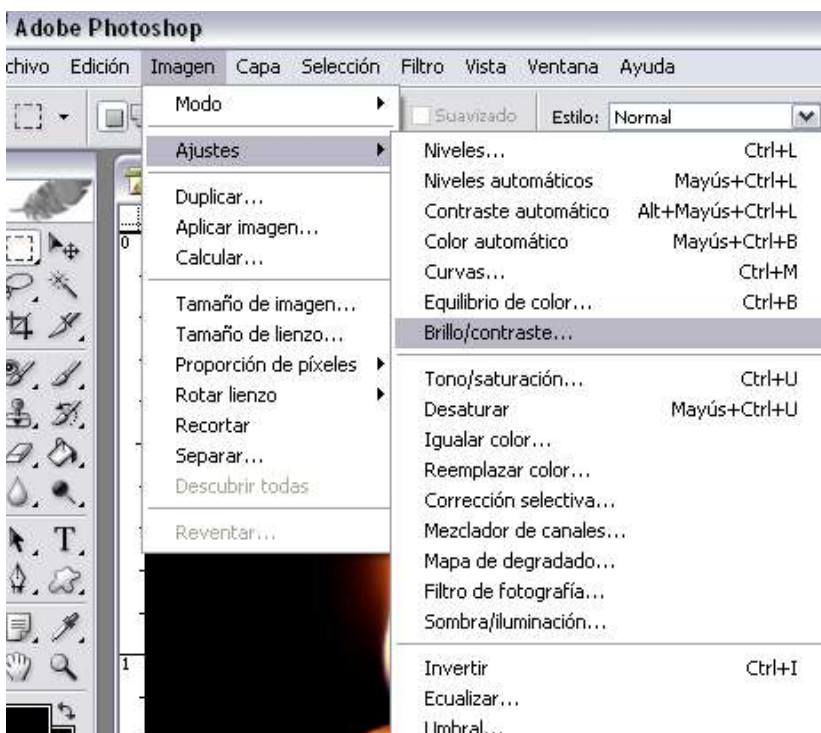 Adobe Photoshop
chivo Edición Imagen Capa Selección Filtro Vista Ventana Ayuda
Suavizado Estilo: Normal
Modo
Ajustes
Duplicar...
Aplicar imagen...
Calcular...
Tamaño de imagen...
Tamaño de lienzo...
Proporción de píxeles
Rotar lienzo
Recortar
Separar...
Descubrir todas
Reventar...
Niveles... Ctrl+L
Niveles automáticos Mayús+Ctrl+L
Contraste automático Alt+Mayús+Ctrl+L
Color automático Mayús+Ctrl+B
Curvas... Ctrl+M
Equilibrio de color... Ctrl+B
Brillo/contraste...
Tono/saturación... Ctrl+U
Desaturar Mayús+Ctrl+U
Igualar color...
Reemplazar color...
Corrección selectiva...
Mezclador de canales...
Mapa de degradado...
Filtro de fotografía...
Sombra/iluminación...
Invertir Ctrl+I
Ecualizar...
Umbral...
0
1